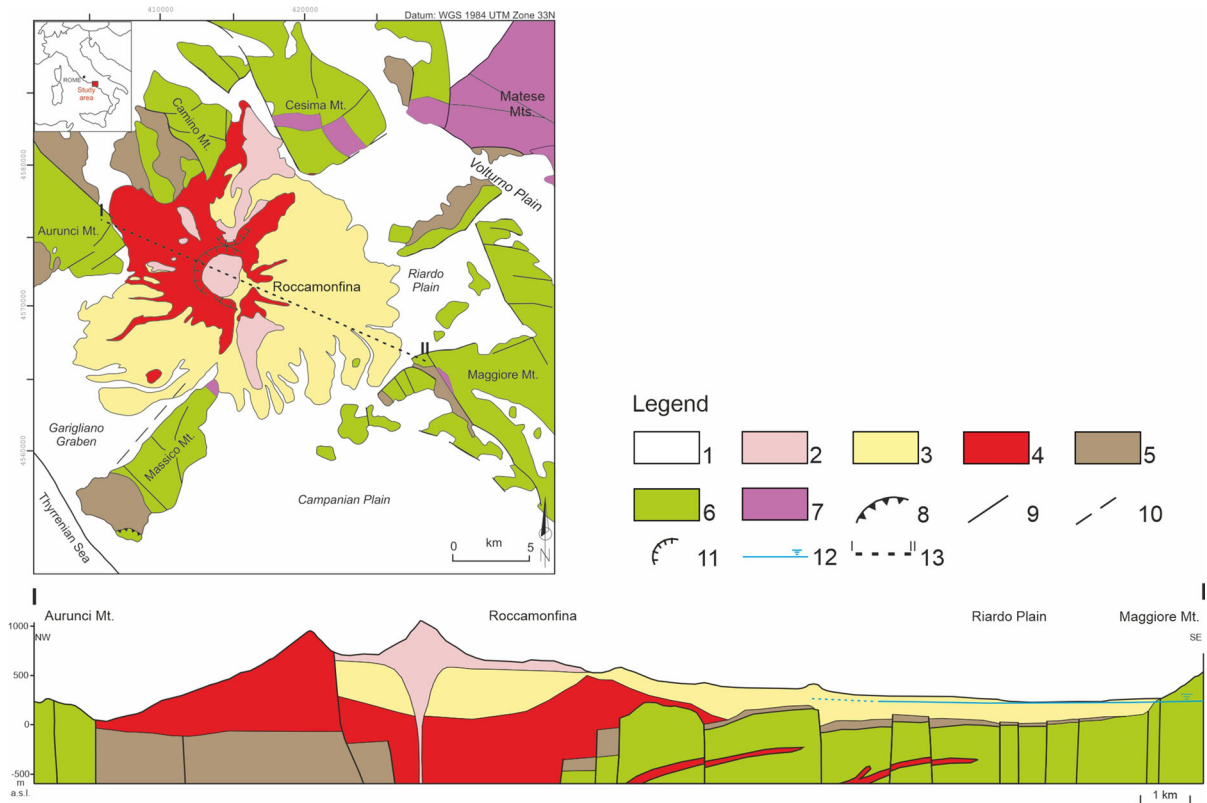 410000
420000
Datum: WGS 1984 UTM Zone 33N
ROME
Study
area
Camino Mt.
Cesima Mt.
Matese
Mts.
4580000
Volturno Plain
I
Aurunci Mt.
Riardo
Plain
Roccamonfina
4570000
II
Maggiore Mt.
Garigliano
Graben
Massico Mt.
4560000
Campanian Plain
Thyrrenian Sea
km
0 5
N
Legend
1 2 3 4 5
6 7 8 9 10
11 12 I II 13
I I
Aurunci Mt. Roccamonfina Riardo Plain Maggiore Mt.
1000
NW SE
500
0
-500
m
a.s.l.
1 km